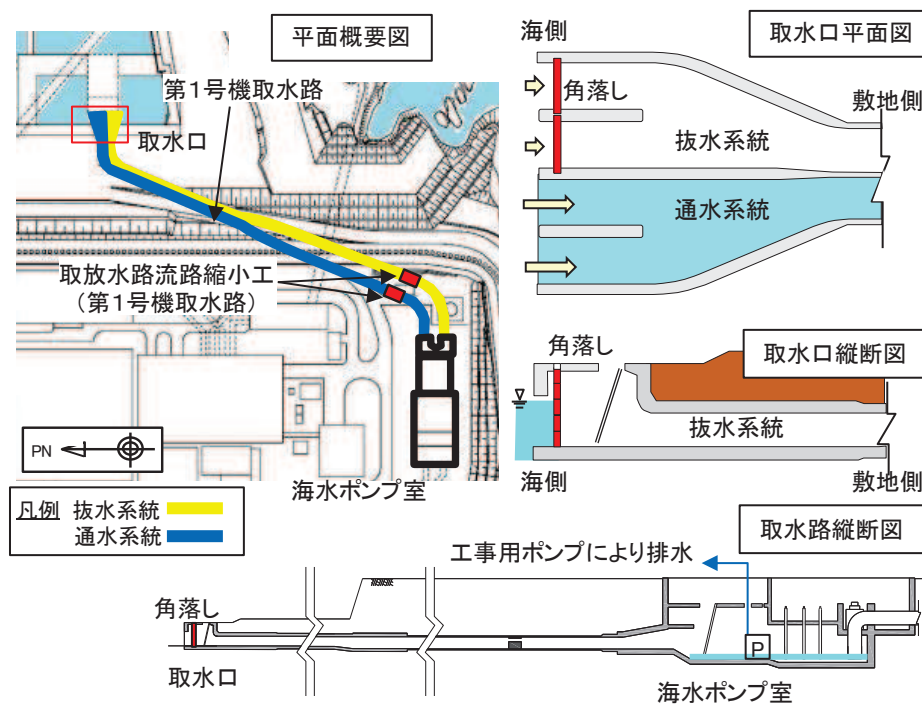 平面概要図
第1号機取水路
取水口
取放水路流路縮小工
（第1号機取水路）
PN
海水ポンプ室
凡例 抜水系統
通水系統
海側
取水口平面図
角落し
敷地側
抜水系統
通水系統
角落し
取水口縦断図
抜水系統
海側
敷地側
取水路縦断図
工事用ポンプにより排水
角落し
P
取水口
海水ポンプ室